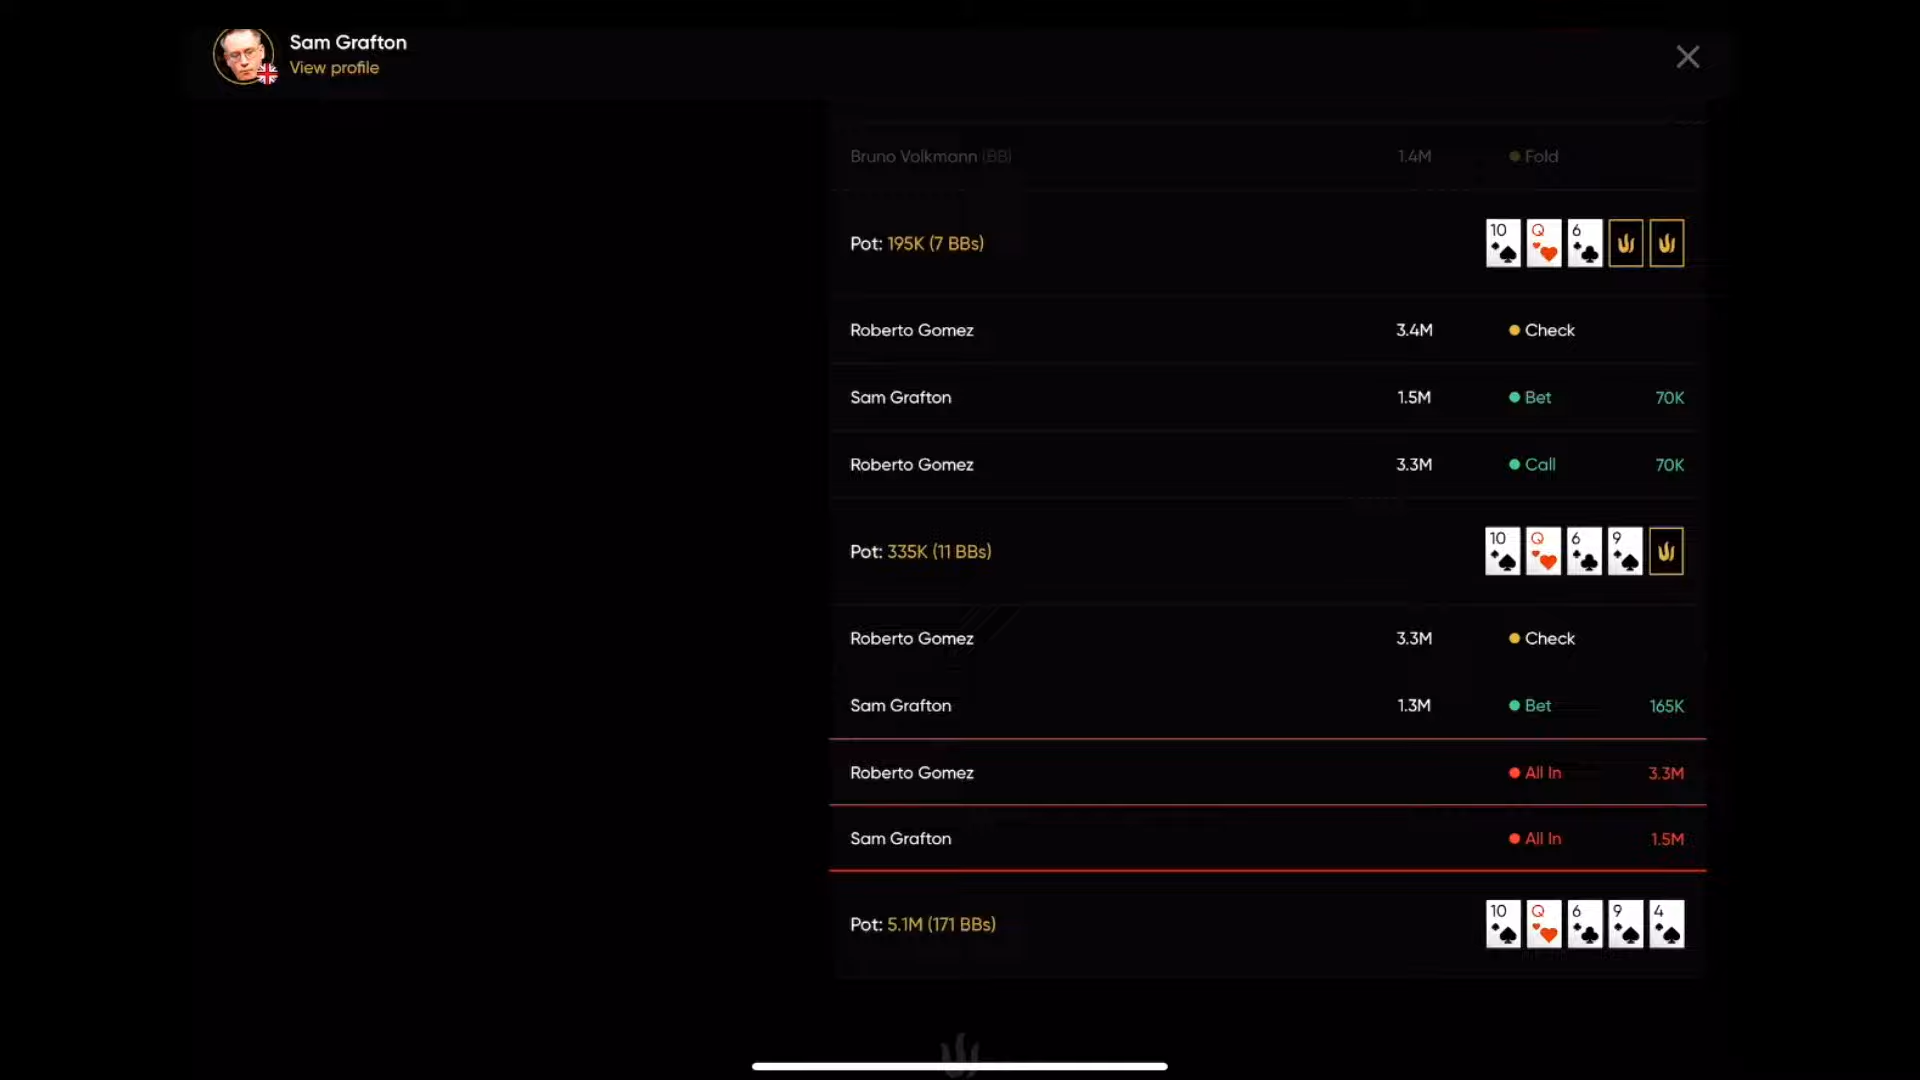 Sam Grafton
View profile
Bruno Volkmann (BB) 1.4M Fold
Pot: 195K (7 BBs) 10 Q 6
Roberto Gomez 3.4M Check
Sam Grafton 1.5M Bet 70K
Roberto Gomez 3.3M Call 70K
Pot: 335K (11 BBs) 10 Q 6 9
Roberto Gomez 3.3M Check
Sam Grafton 1.3M Bet 165K
Roberto Gomez All In 3.3M
Sam Grafton All In 1.5M
Pot: 5.1M (171 BBs) 10 Q 6 9 4